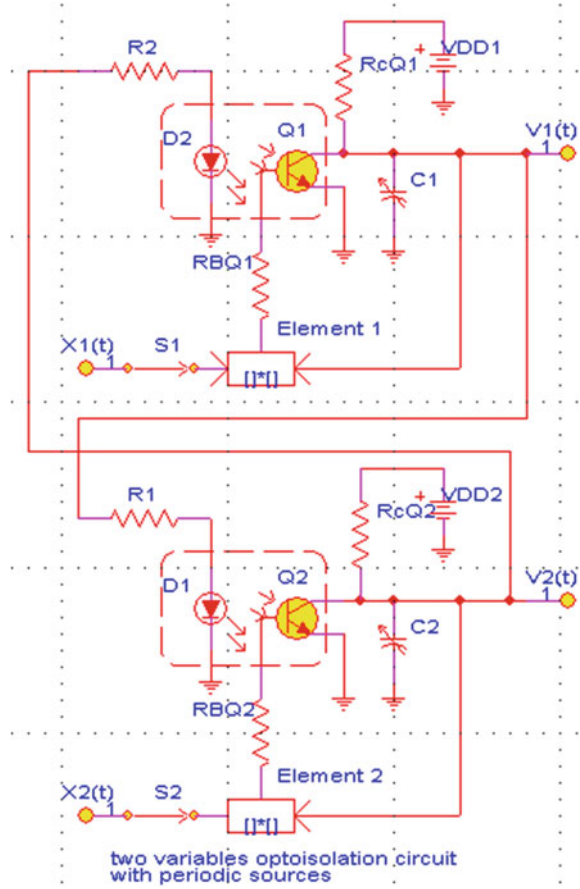 R2
VDD1
+
RcQ1
D2
Q1
V1(t)
1
C1
RBQ1
Element 1
X1(t)
1
S1
[]*[]
R1
VDD2
+
RcQ2
D1
Q2
V2(t)
1
C2
RBQ2
Element 2
X2(t)
1
S2
[]*[]
two variables optoisolation circuit
with periodic sources